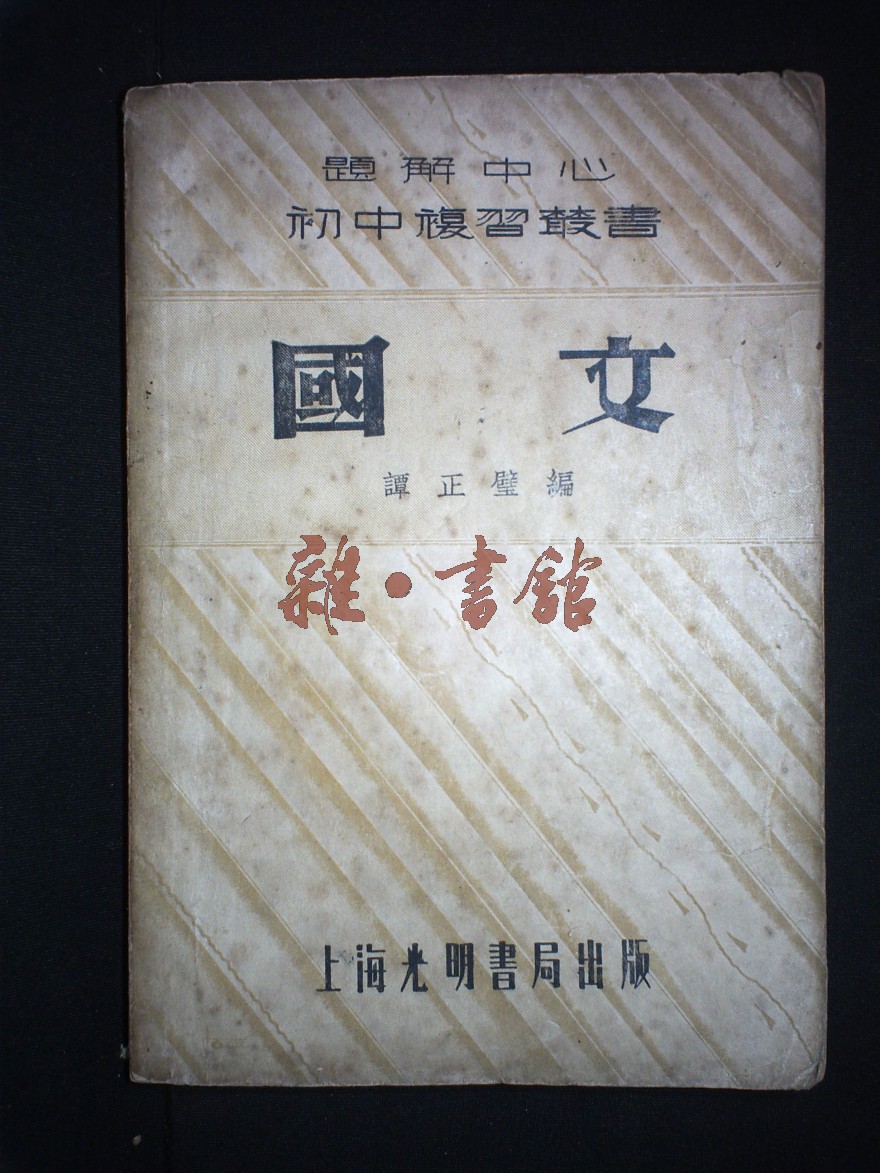 題解中心
初中複習叢書
國文
譚正璧編
雜·書館
上海光明書局出版